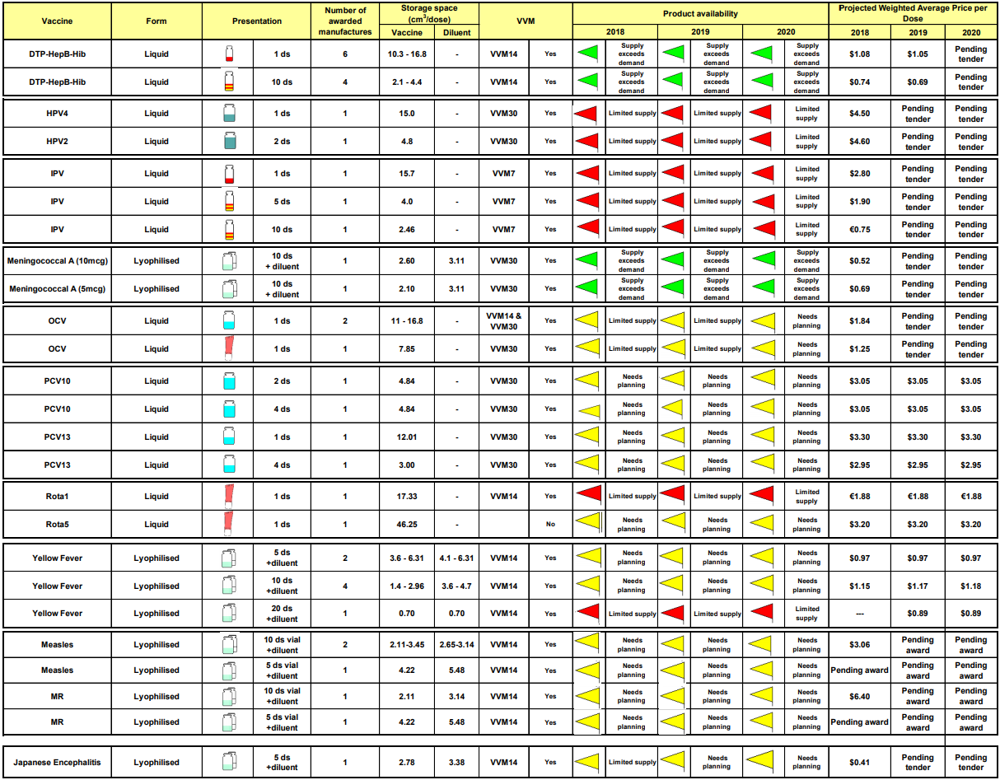 Vaccine Form Presentation Number of awarded manufactures Storage space (cm³/dose) VVM Product availability Projected Weighted Average Price per Dose
Vaccine Diluent 2018 2019 2020 2018 2019 2020
DTP-HepB-Hib Liquid 1 ds 6 10.3 - 16.8 - VVM14 Yes Supply exceeds demand Supply exceeds demand Supply exceeds demand $1.08 $1.05 Pending tender
DTP-HepB-Hib Liquid 10 ds 4 2.1 - 4.4 - VVM14 Yes Supply exceeds demand Supply exceeds demand Supply exceeds demand $0.74 $0.69 Pending tender
HPV4 Liquid 1 ds 1 15.0 - VVM30 Yes Limited supply Limited supply Limited supply $4.50 Pending tender Pending tender
HPV2 Liquid 2 ds 1 4.8 - VVM30 Yes Limited supply Limited supply Limited supply $4.60 Pending tender Pending tender
IPV Liquid 1 ds 1 15.7 - VVM7 Yes Limited supply Limited supply Limited supply $2.80 Pending tender Pending tender
IPV Liquid 5 ds 1 4.0 - VVM7 Yes Limited supply Limited supply Limited supply $1.90 Pending tender Pending tender
IPV Liquid 10 ds 1 2.46 - VVM7 Yes Limited supply Limited supply Limited supply €0.75 Pending tender Pending tender
Meningococcal A (10mcg) Lyophilised 10 ds + diluent 1 2.60 3.11 VVM30 Yes Supply exceeds demand Supply exceeds demand Supply exceeds demand $0.52 Pending tender Pending tender
Meningococcal A (5mcg) Lyophilised 10 ds + diluent 1 2.10 3.11 VVM30 Yes Supply exceeds demand Supply exceeds demand Supply exceeds demand $0.69 Pending tender Pending tender
OCV Liquid 1 ds 2 11 - 16.8 - VVM14 & VVM30 Yes Limited supply Limited supply Needs planning $1.84 Pending tender Pending tender
OCV Liquid 1 ds 1 7.85 - VVM30 Yes Limited supply Limited supply Needs planning $1.25 Pending tender Pending tender
PCV10 Liquid 2 ds 1 4.84 - VVM30 Yes Needs planning Needs planning Needs planning $3.05 $3.05 $3.05
PCV10 Liquid 4 ds 1 4.84 - VVM30 Yes Needs planning Needs planning Needs planning $3.05 $3.05 $3.05
PCV13 Liquid 1 ds 1 12.01 - VVM30 Yes Needs planning Needs planning Needs planning $3.30 $3.30 $3.30
PCV13 Liquid 4 ds 1 3.00 - VVM30 Yes Needs planning Needs planning Needs planning $2.95 $2.95 $2.95
Rota1 Liquid 1 ds 1 17.33 - VVM14 Yes Limited supply Limited supply Limited supply €1.88 €1.88 €1.88
Rota5 Liquid 1 ds 1 46.25 - No Needs planning Needs planning Needs planning $3.20 $3.20 $3.20
Yellow Fever Lyophilised 5 ds +diluent 2 3.6 - 6.31 4.1 - 6.31 VVM14 Yes Needs planning Needs planning Needs planning $0.97 $0.97 $0.97
Yellow Fever Lyophilised 10 ds +diluent 4 1.4 - 2.96 3.6 - 4.7 VVM14 Yes Needs planning Needs planning Needs planning $1.15 $1.17 $1.18
Yellow Fever Lyophilised 20 ds +diluent 1 0.70 0.70 VVM14 Yes Limited supply Limited supply Limited supply --- $0.89 $0.89
Measles Lyophilised 10 ds vial +diluent 2 2.11-3.45 2.65-3.14 VVM14 Yes Needs planning Needs planning Needs planning $3.06 Pending award Pending award
Measles Lyophilised 5 ds vial +diluent 1 4.22 5.48 VVM14 Yes Needs planning Needs planning Needs planning Pending award Pending award Pending award
MR Lyophilised 10 ds vial +diluent 1 2.11 3.14 VVM14 Yes Needs planning Needs planning Needs planning $6.40 Pending award Pending award
MR Lyophilised 5 ds vial +diluent 1 4.22 5.48 VVM14 Yes Needs planning Needs planning Needs planning Pending award Pending award Pending award
Japanese Encephalitis Lyophilised 5 ds +diluent 1 2.78 3.38 VVM14 Yes Limited supply Needs planning Needs planning $0.41 Pending tender Pending tender